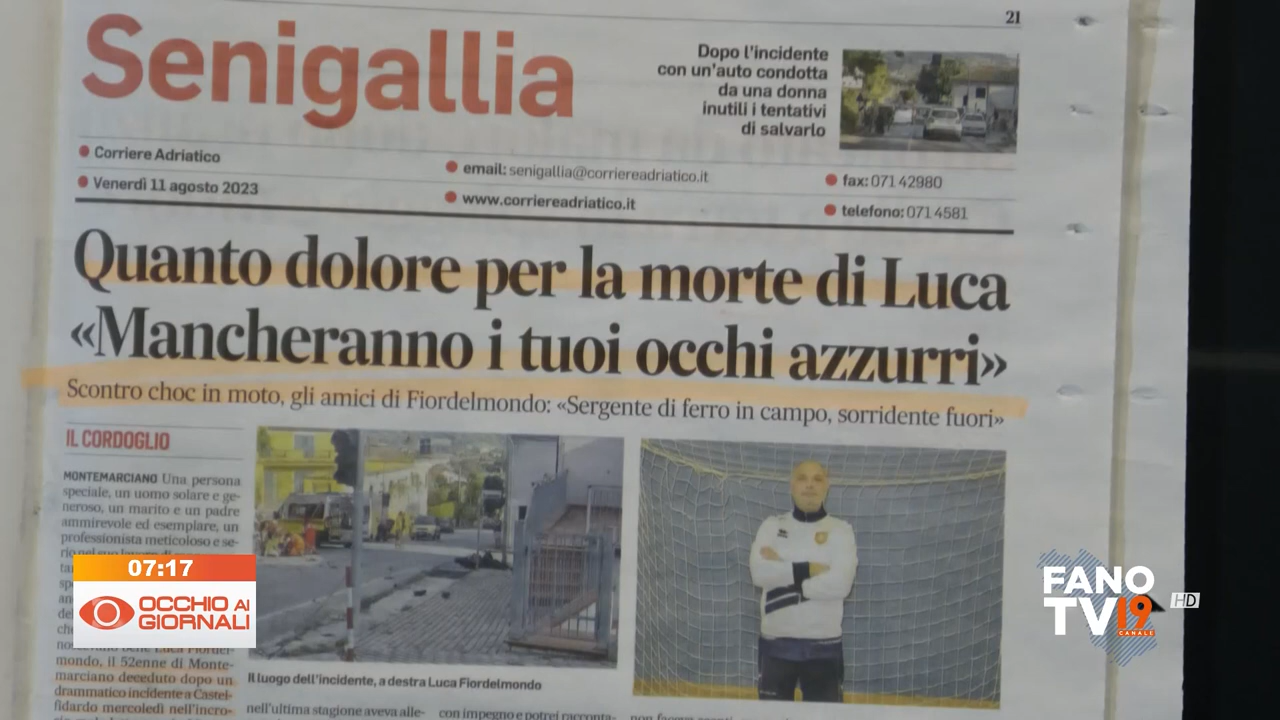 21
Senigallia
Dopo l'incidente
con un'auto condotta
da una donna
inutili i tentativi
di salvarlo
Corriere Adriatico
email: senigallia@corriereadriatico.it
fax: 071 42980
Venerdì 11 agosto 2023
www.corriereadriatico.it
telefono: 071 4581
Quanto dolore per la morte di Luca
«Mancheranno i tuoi occhi azzurri»
Scontro choc in moto, gli amici di Fiordelmondo: «Sergente di ferro in campo, sorridente fuori»
IL CORDOGLIO
MONTEMARCIANO Una persona
speciale, un uomo solare e ge-
neroso, un marito e un padre
ammirevole ed esemplare, un
professionista meticoloso e se-
mondo, il 52enne di Monte-
marciano deceduto dopo un
drammatico incidente a Castel-
fidardo mercoledì nell'incro-
Il luogo dell'incidente, a destra Luca Fiordelmondo
nell'ultima stagione aveva alle-
con impegno e potrei racconta-
07:17
OCCHIO AI
GIORNALI
FANO
TV 19
CANALE
HD